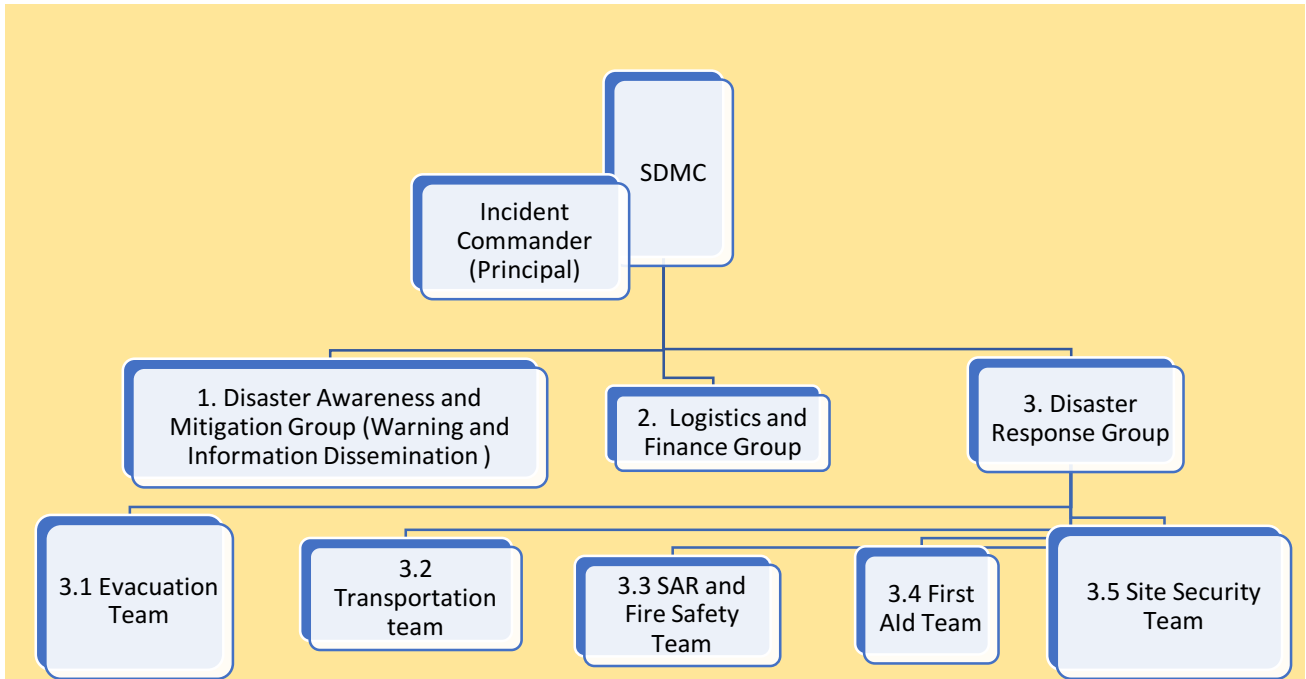 SDMC
Incident
Commander
(Principal)
1. Disaster Awareness and
Mitigation Group (Warning and
Information Dissemination )
2. Logistics and
Finance Group
3. Disaster
Response Group
3.1 Evacuation
Team
3.2
Transportation
team
3.3 SAR and
Fire Safety
Team
3.4 First
Ald Team
3.5 Site Security
Team